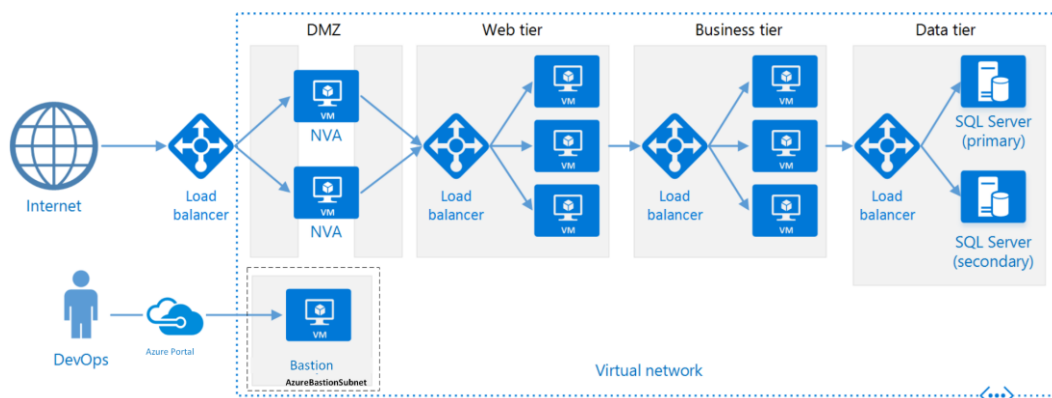 DMZ
Web tier
Business tier
Data tier
VM
NVA
VM
NVA
Internet
Load
balancer
Load
balancer
VM
VM
VM
Load
balancer
VM
VM
VM
Load
balancer
SQL Server
(primary)
SQL Server
(secondary)
DevOps
Azure Portal
VM
Bastion
AzureBastionSubnet
Virtual network